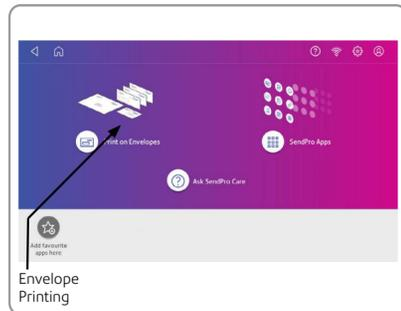 Print on Envelopes
SendPro Apps
Ask SendPro Care
Add favourite
apps here
Envelope
Printing